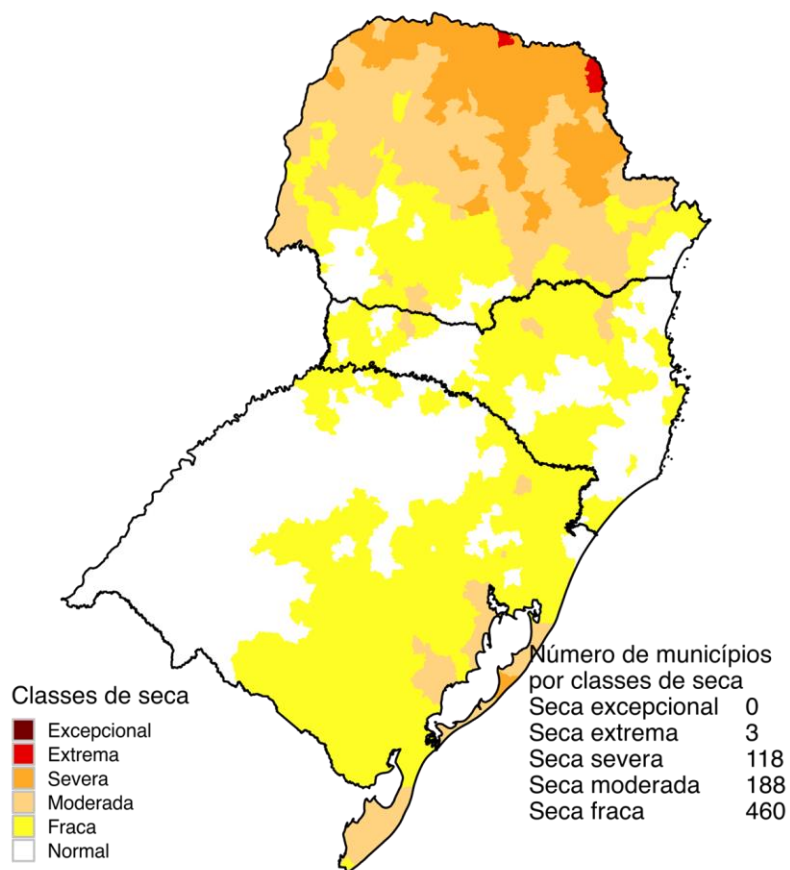 Classes de seca
Excepcional
Extrema
Severa
Moderada
Fraca
Normal
Número de municípios
por classes de seca
Seca excepcional 0
Seca extrema 3
Seca severa 118
Seca moderada 188
Seca fraca 460